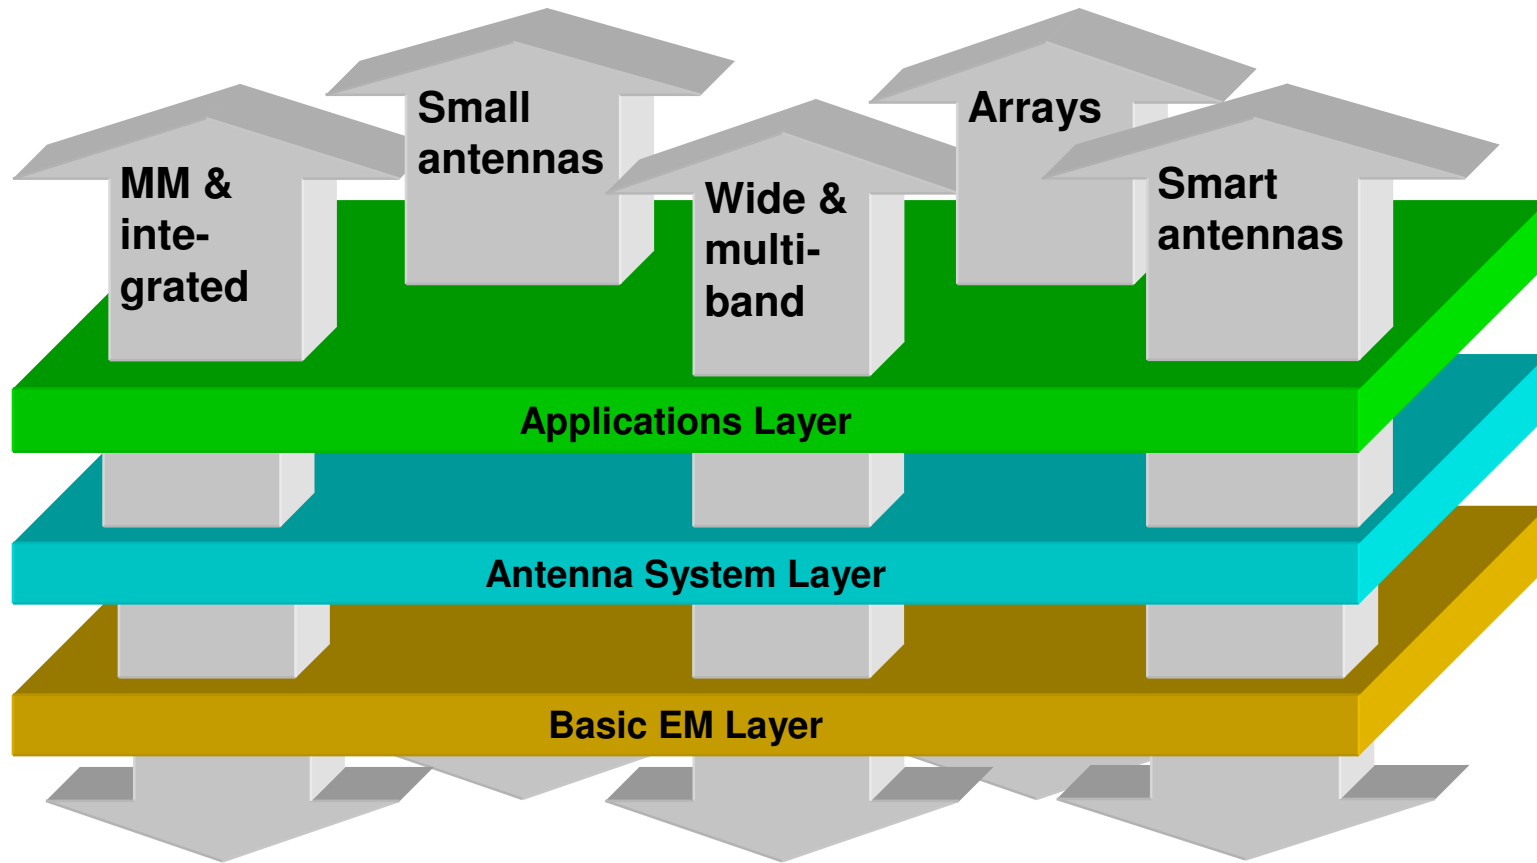 MM &
inte-
grated
Small
antennas
Wide &
multi-
band
Arrays
Smart
antennas
Applications Layer
Antenna System Layer
Basic EM Layer